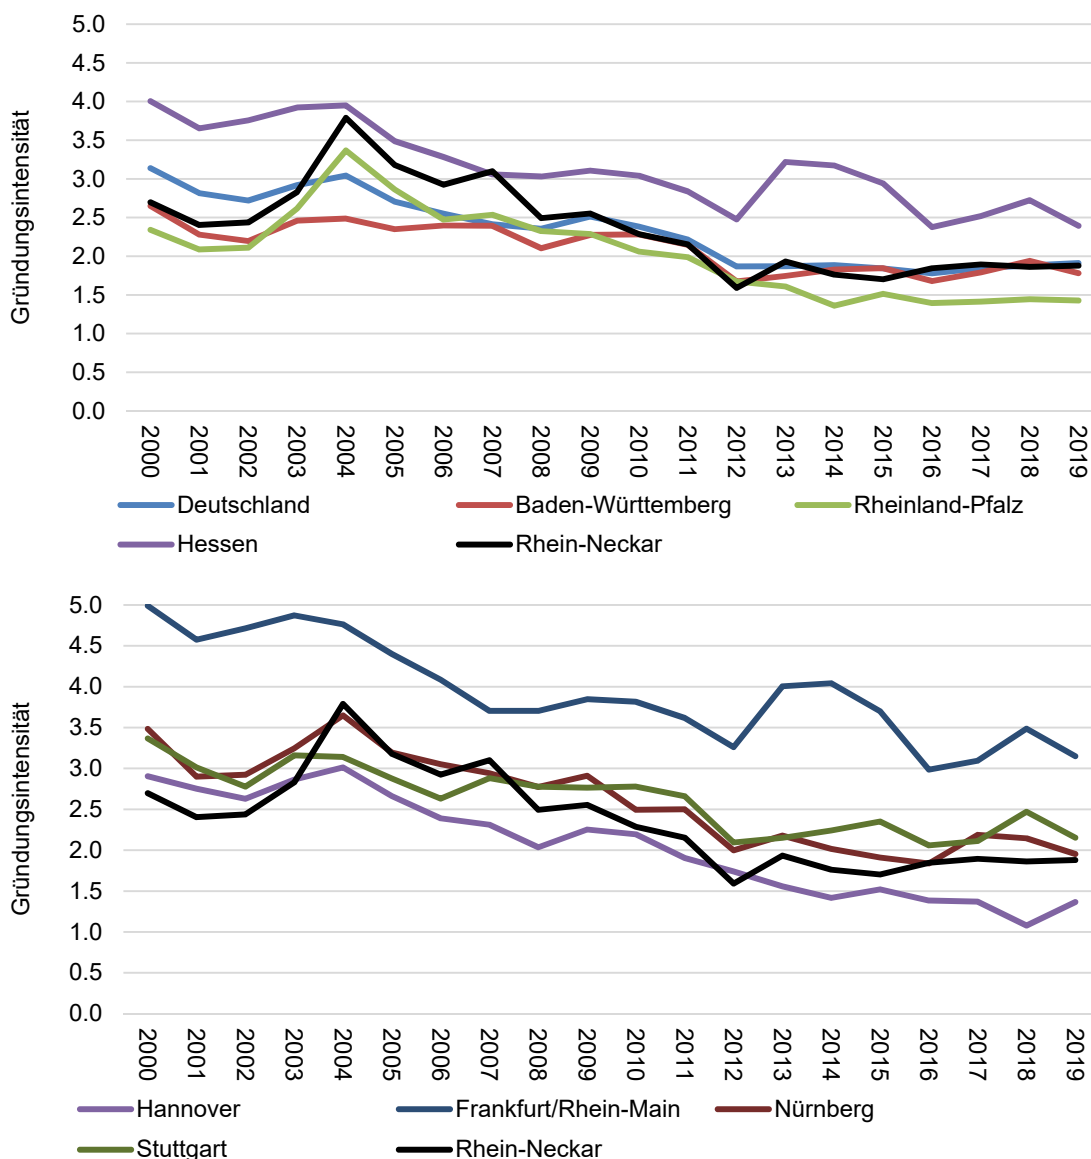 5.0
4.5
4.0
3.5
3.0
2.5
2.0
1.5
1.0
0.5
0.0
Gründungsintensität
2000 2001 2002 2003 2004 2005 2006 2007 2008 2009 2010 2011 2012 2013 2014 2015 2016 2017 2018 2019
Deutschland Baden-Württemberg Rheinland-Pfalz
Hessen Rhein-Neckar
5.0
4.5
4.0
3.5
3.0
2.5
2.0
1.5
1.0
0.5
0.0
Gründungsintensität
2000 2001 2002 2003 2004 2005 2006 2007 2008 2009 2010 2011 2012 2013 2014 2015 2016 2017 2018 2019
Hannover Frankfurt/Rhein-Main Nürnberg
Stuttgart Rhein-Neckar